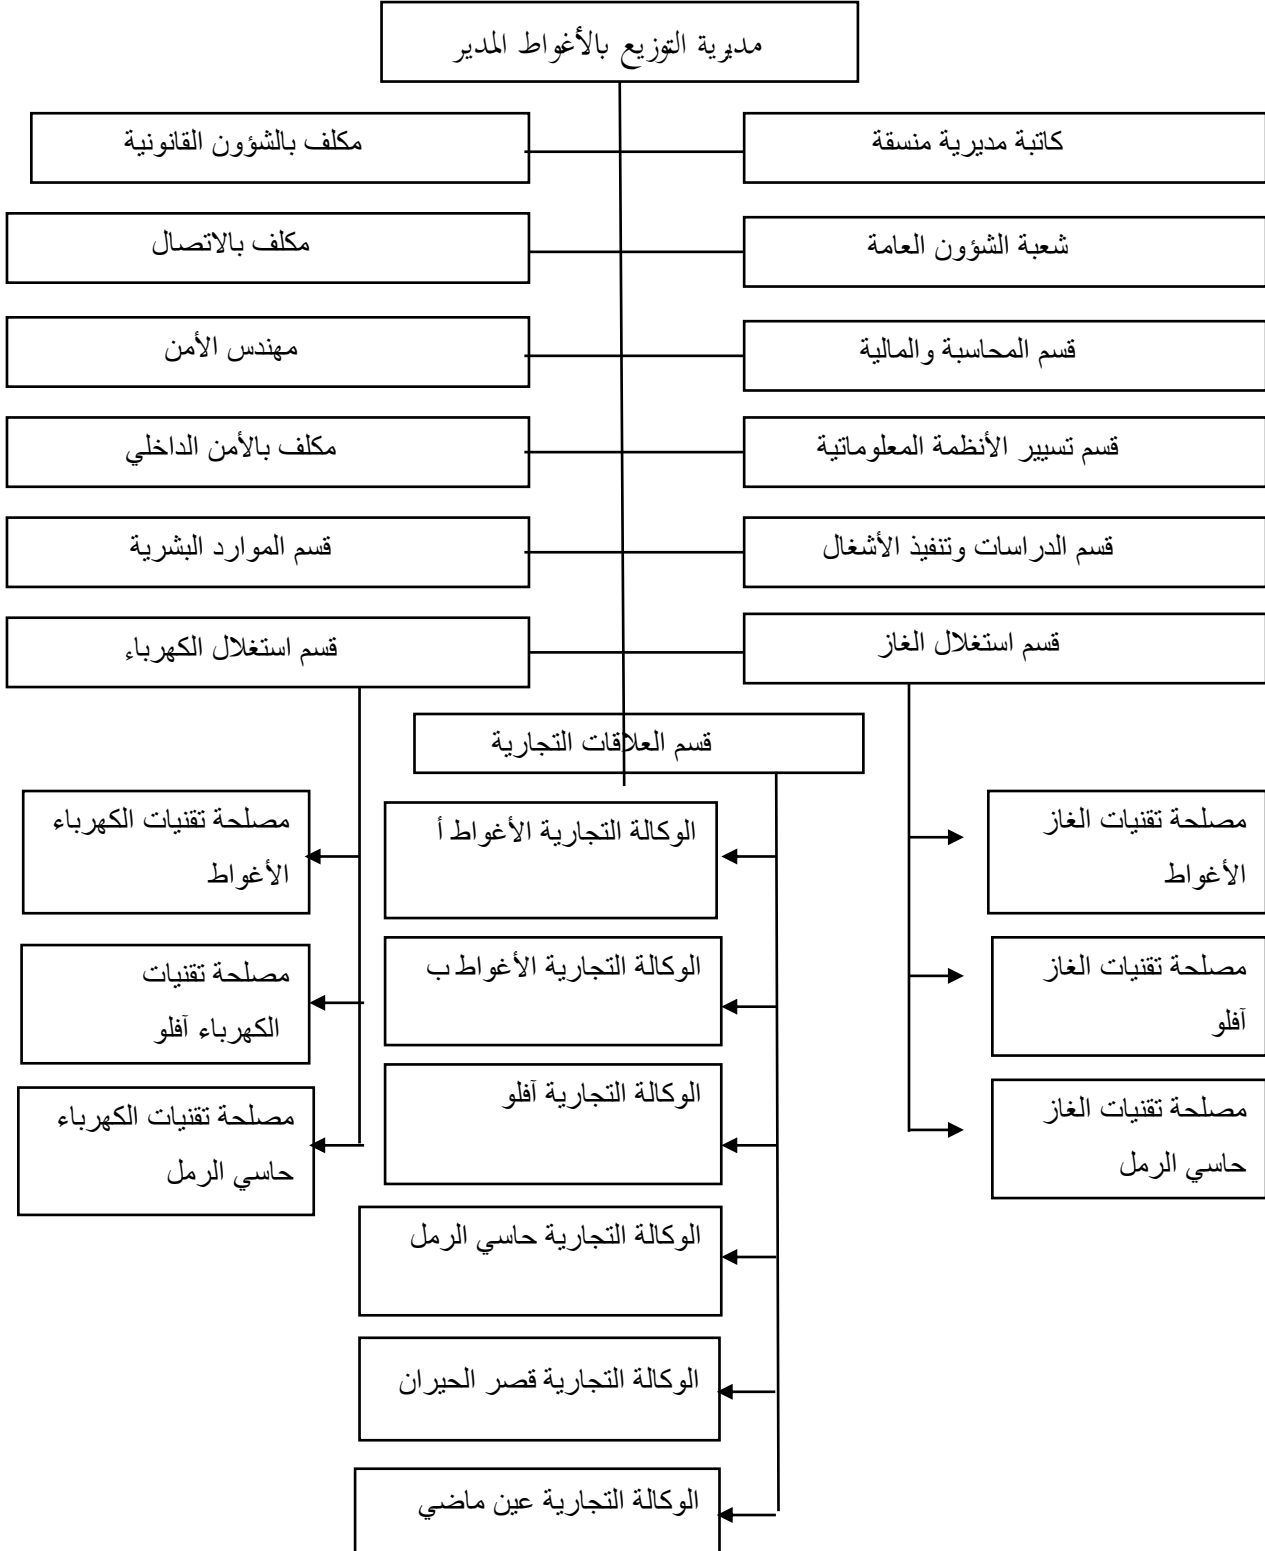 مديرية التوزيع بالأغواط المدير
كاتبة مديرية منسقة
مكلف بالشؤون القانونية
شعبة الشؤون العامة
مكلف بالاتصال
قسم المحاسبة والمالية
مهندس الأمن
قسم تسيير الأنظمة المعلوماتية
مكلف بالأمن الداخلي
قسم الدراسات وتنفيذ الأشغال
قسم الموارد البشرية
قسم استغلال الغاز
قسم استغلال الكهرباء
قسم العلاقات التجارية
مصلحة تقنيات الغاز
الأغواط
مصلحة تقنيات الغاز
آفلو
مصلحة تقنيات الغاز
حاسي الرمل
الوكالة التجارية الأغواط أ
الوكالة التجارية الأغواط ب
الوكالة التجارية آفلو
الوكالة التجارية حاسي الرمل
الوكالة التجارية قصر الحيران
الوكالة التجارية عين ماضي
مصلحة تقنيات الكهرباء
الأغواط
مصلحة تقنيات
الكهرباء آفلو
مصلحة تقنيات الكهرباء
حاسي الرمل